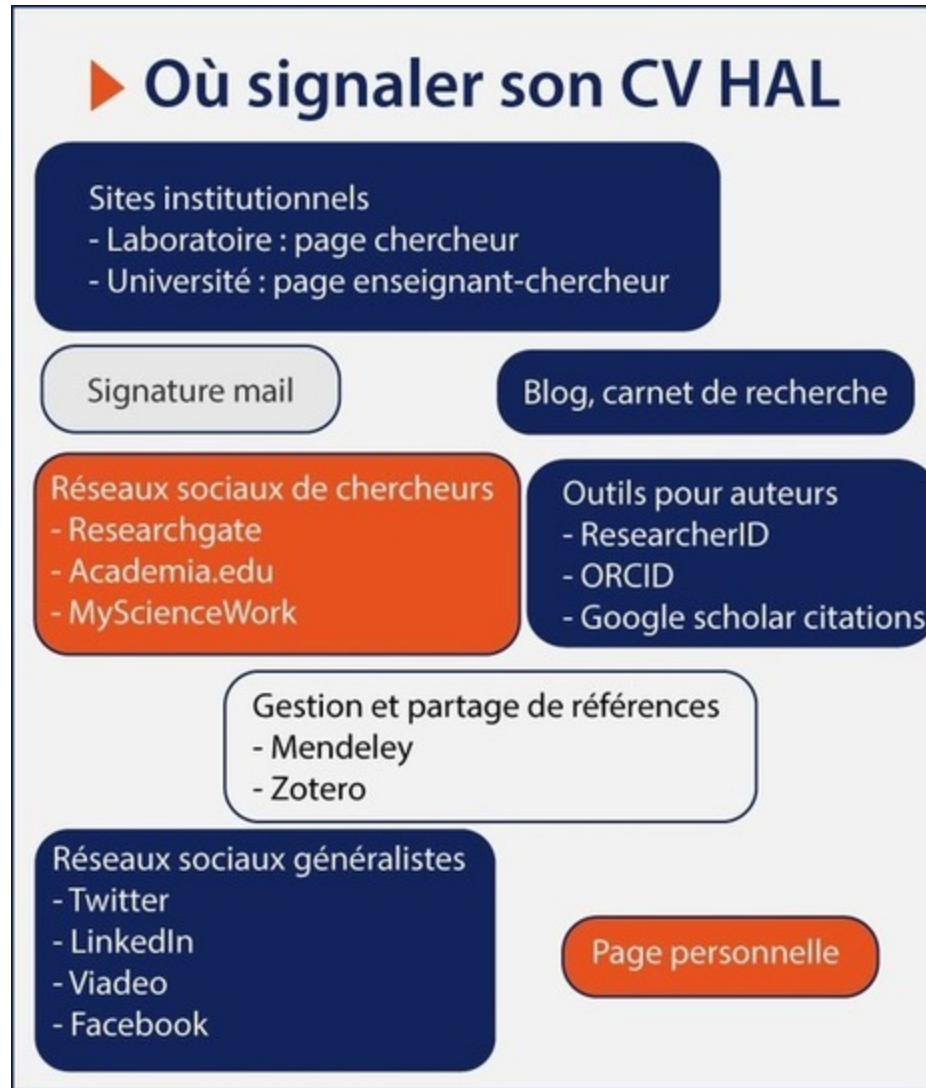 Où signaler son CV HAL
Sites institutionnels
- Laboratoire : page chercheur
- Université : page enseignant-chercheur
Signature mail
Blog, carnet de recherche
Réseaux sociaux de chercheurs
- Researchgate
- Academia.edu
- MyScienceWork
Outils pour auteurs
- ResearcherID
- ORCID
- Google scholar citations
Gestion et partage de références
- Mendeley
- Zotero
Réseaux sociaux généralistes
- Twitter
- LinkedIn
- Viadeo
- Facebook
Page personnelle